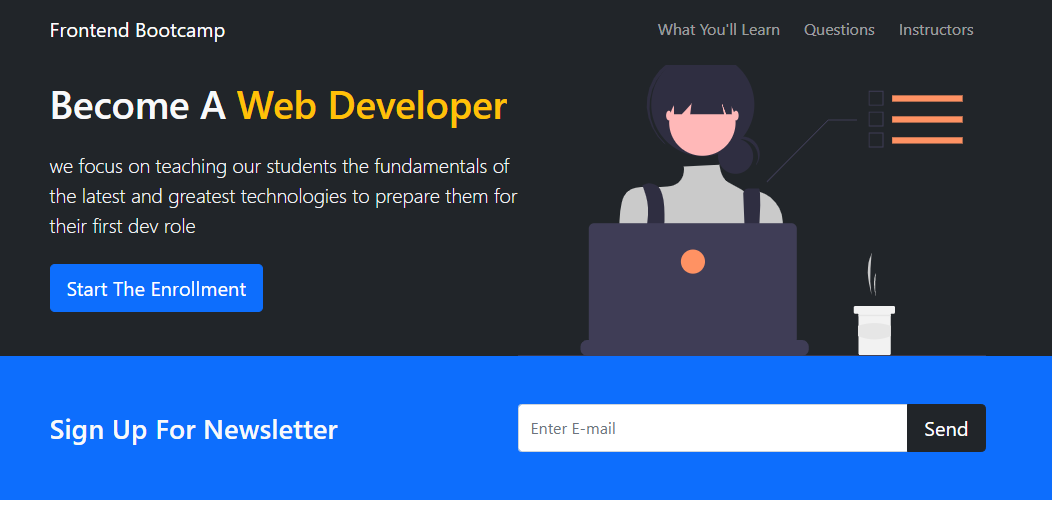 Frontend Bootcamp
What You'll Learn
Questions
Instructors
Become A Web Developer
we focus on teaching our students the fundamentals of
the latest and greatest technologies to prepare them for
their first dev role
Start The Enrollment
Sign Up For Newsletter
Enter E-mail
Send